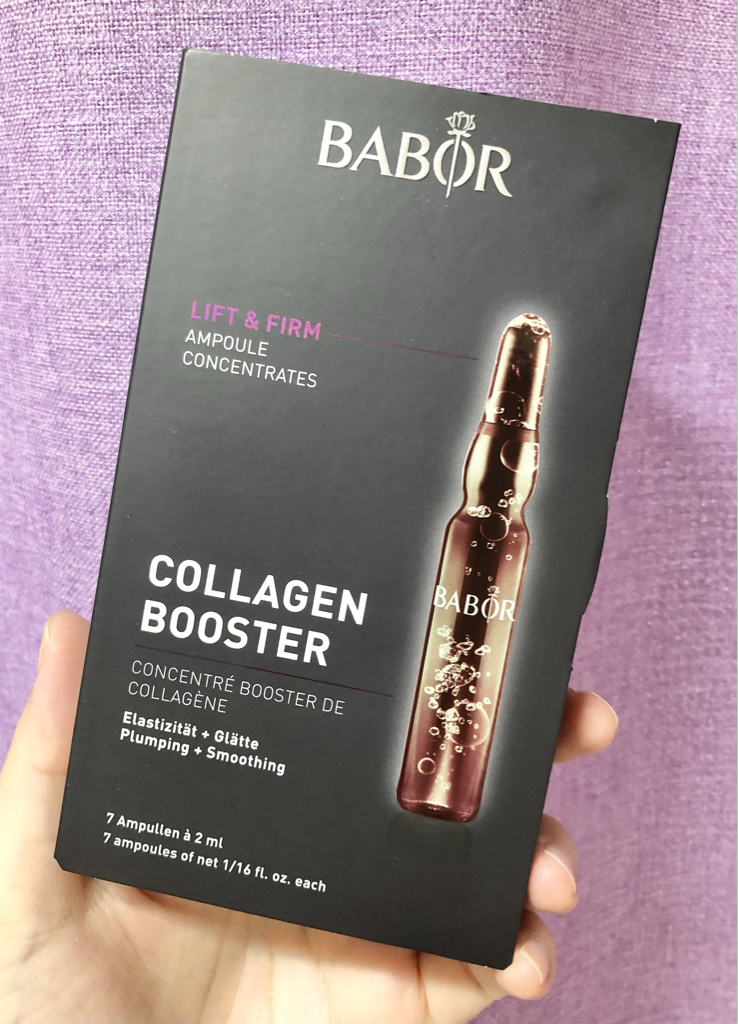 BABOR
LIFT & FIRM
AMPOULE
CONCENTRATES
BABOR
COLLAGEN
BOOSTER
CONCENTRÉ BOOSTER DE
COLLAGÈNE
Elastizität + Glätte
Plumping + Smoothing
7 Ampullen à 2 ml
7 ampoules of net 1/16 fl. oz. each